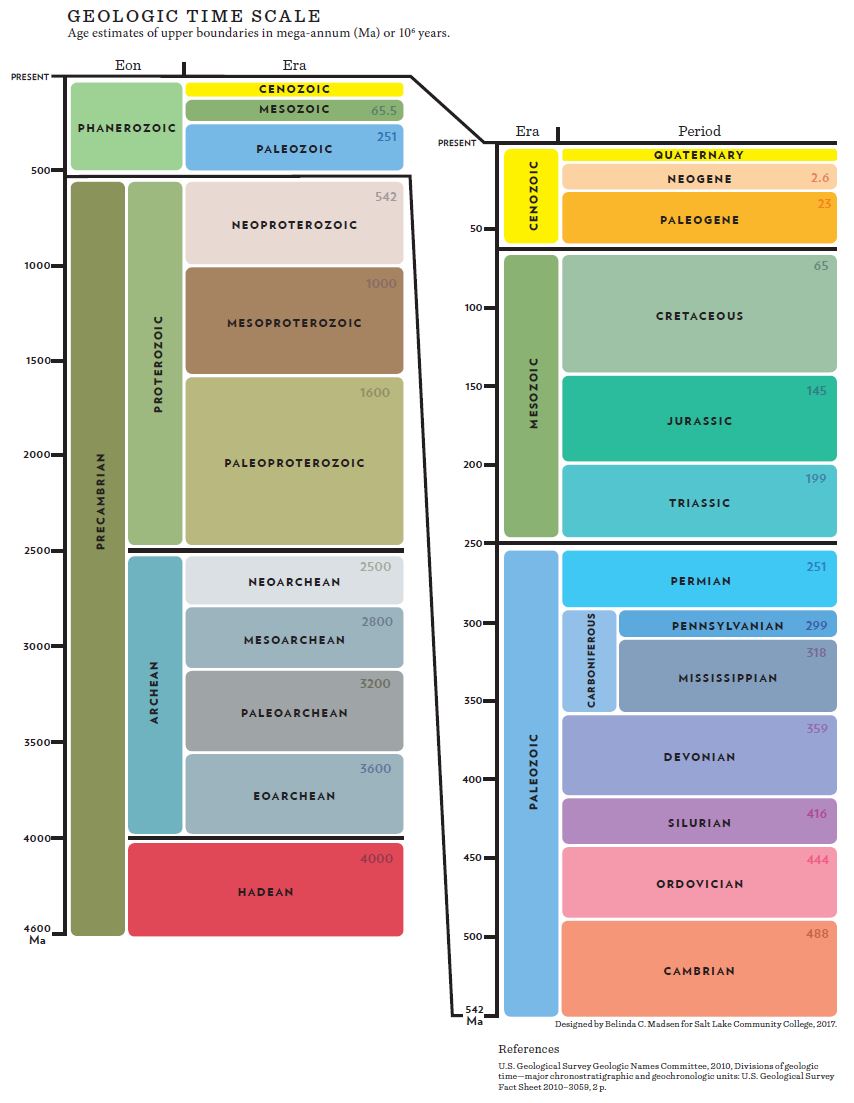 GEOLOGIC TIME SCALE
Age estimates of upper boundaries in mega-annum (Ma) or 10⁶ years.
Eon
Era
PRESENT
CENOZOIC
MESOZOIC 65.5
PHANEROZOIC
251
PALEOZOIC
500
542
NEOPROTEROZOIC
1000
1000
MESOPROTEROZOIC
1500
PROTEROZOIC
1600
2000
PALEOPROTEROZOIC
PRECAMBRIAN
2500
2500
NEOARCHEAN
2800
MESOARCHEAN
3000
ARCHEAN
3200
PALEOARCHEAN
3500
3600
EOARCHEAN
4000
4000
HADEAN
4600
Ma
Era
Period
PRESENT
QUATERNARY
CENOZOIC
NEOGENE 2.6
23
PALEOGENE
50
65
100
CRETACEOUS
MESOZOIC
150
145
JURASSIC
200
199
TRIASSIC
250
251
PERMIAN
300
CARBONIFEROUS
PENNSYLVANIAN 299
318
MISSISSIPPIAN
350
359
PALEOZOIC
DEVONIAN
400
416
SILURIAN
450
444
ORDOVICIAN
500
488
CAMBRIAN
542
Ma
Designed by Belinda C. Madsen for Salt Lake Community College, 2017.
References
U.S. Geological Survey Geologic Names Committee, 2010, Divisions of geologic
time—major chronostratigraphic and geochronologic units: U.S. Geological Survey
Fact Sheet 2010–3059, 2 p.